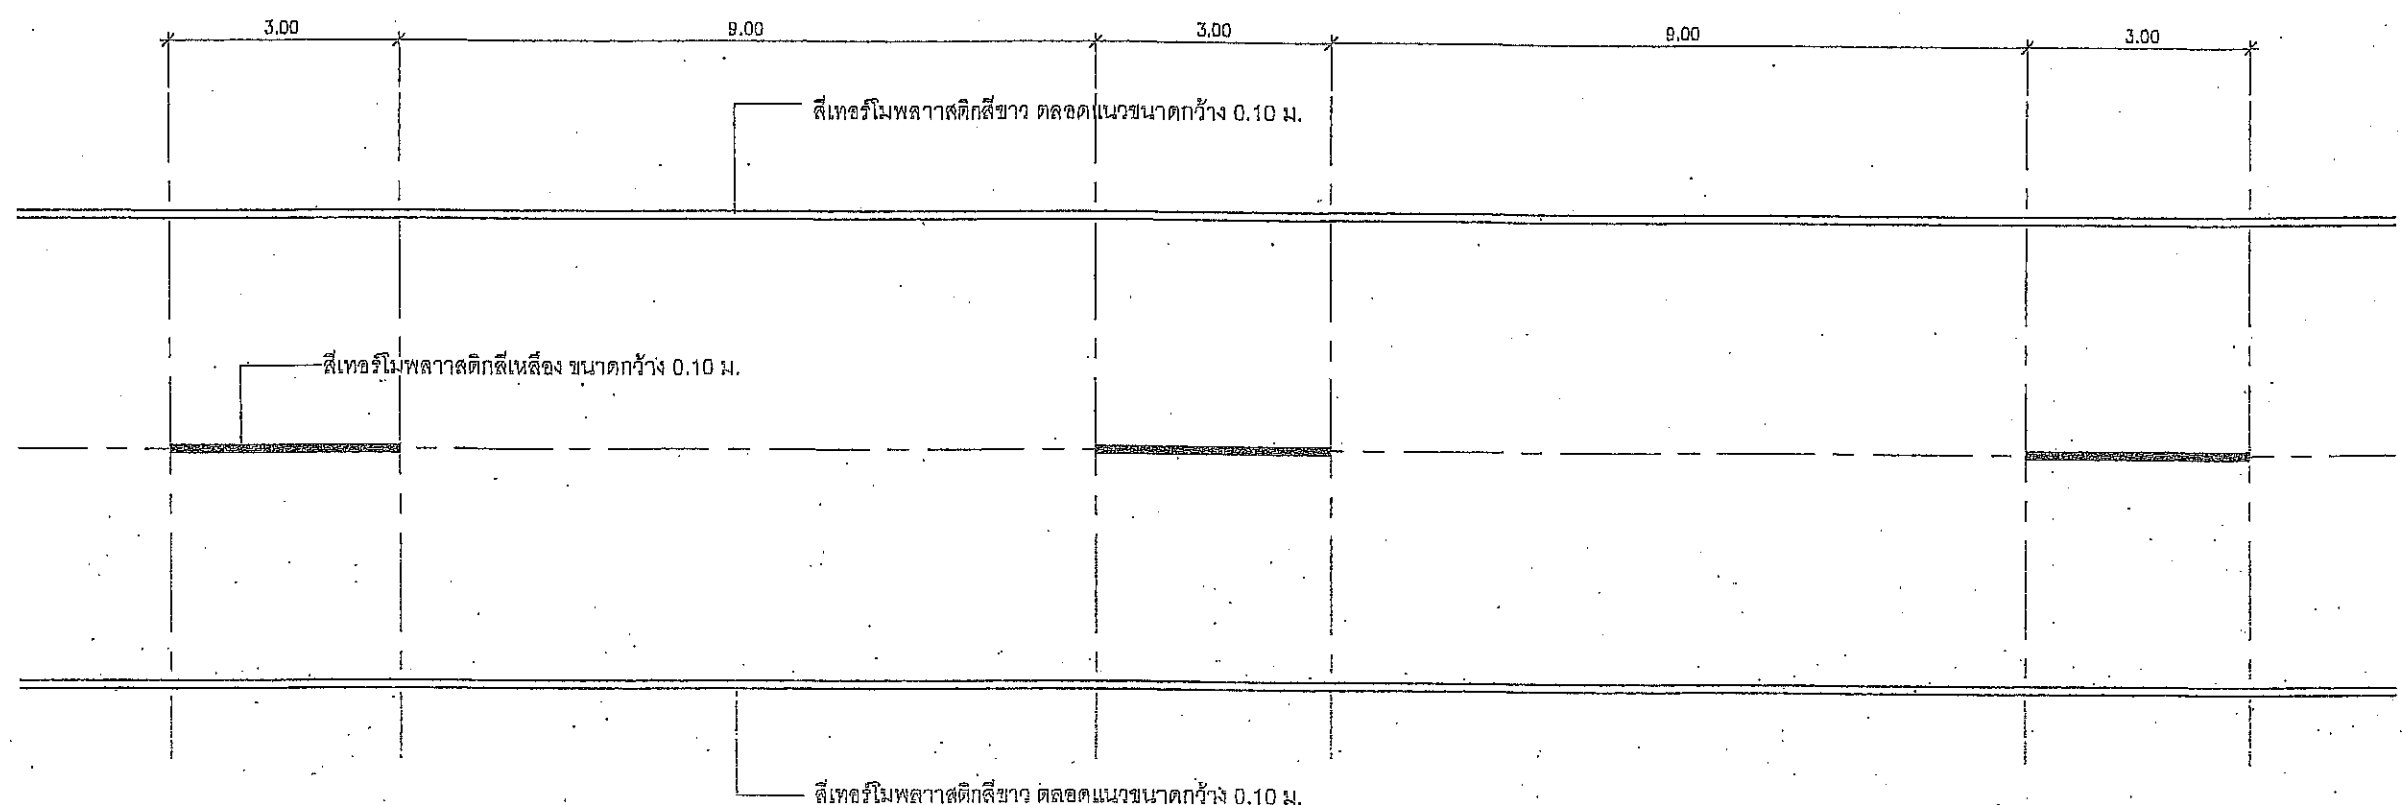 3.00 9.00 3.00 9.00 3.00
สีเทอร์โมพลาาสติกสีขาว ตลอดแนวขนาดกว้าง 0.10 ม.
สีเทอร์โมพลาาสติกสีเหลือง ขนาดกว้าง 0.10 ม.
สีเทอร์โมพลาาสติกสีขาว ตลอดแนวขนาดกว้าง 0.10 ม.